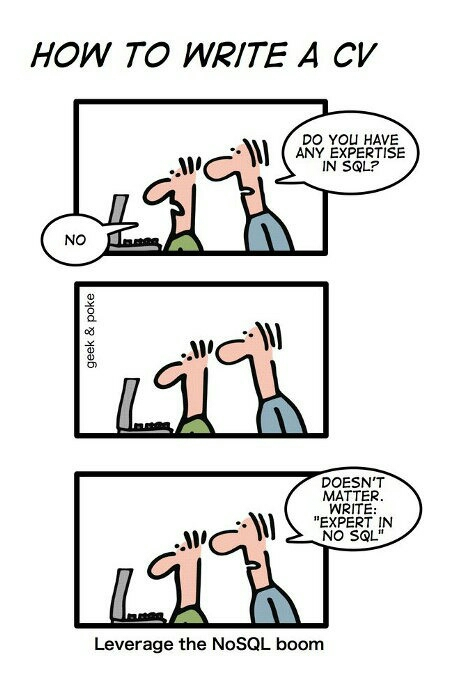 HOW TO WRITE A CV
DO YOU HAVE
ANY EXPERTISE
IN SQL?
NO
geek & poke
DOESN'T
MATTER.
WRITE:
"EXPERT IN
NO SQL"
Leverage the NoSQL boom